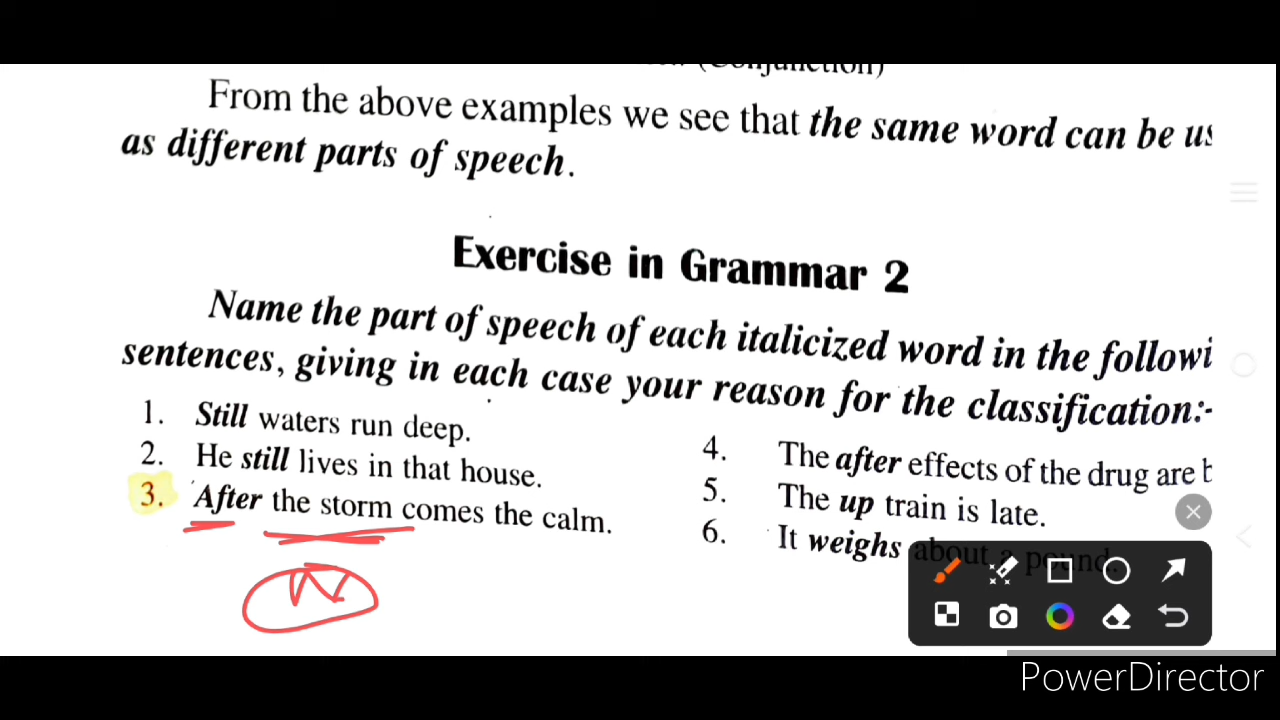 (Conjunction)
From the above examples we see that the same word can be us
as different parts of speech.
Exercise in Grammar 2
Name the part of speech of each italicized word in the followi
sentences, giving in each case your reason for the classification:-
1. Still waters run deep.
2. He still lives in that house.
3. After the storm comes the calm.
N
4. The after effects of the drug are b
5. The up train is late.
6. It weighs about a pound.
PowerDirector